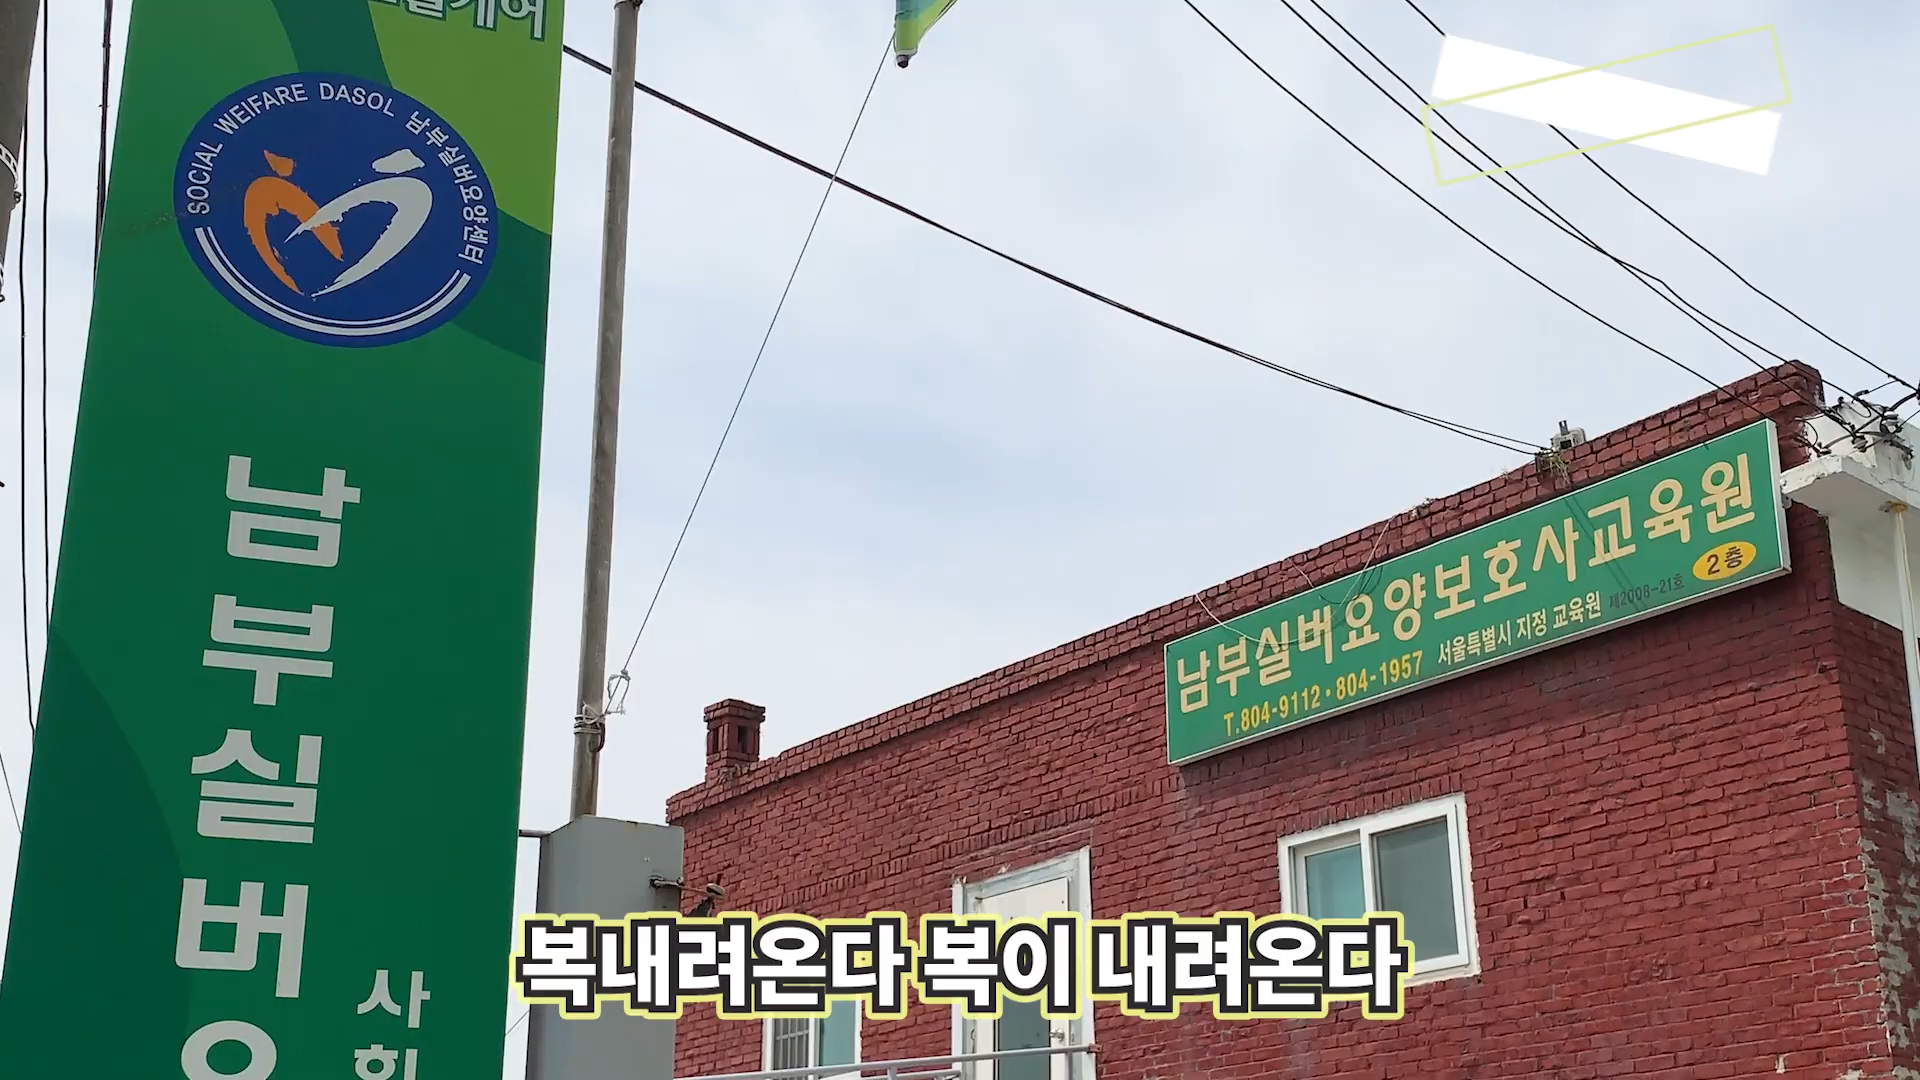 SOCIAL WEIFARE DASOL 남부실버요양센터
남부실버
사회
남부실버요양보호사교육원
T.804-9112·804-1957 서울특별시 지정 교육원 제2008-21호 2층
복내려온다 복이 내려온다